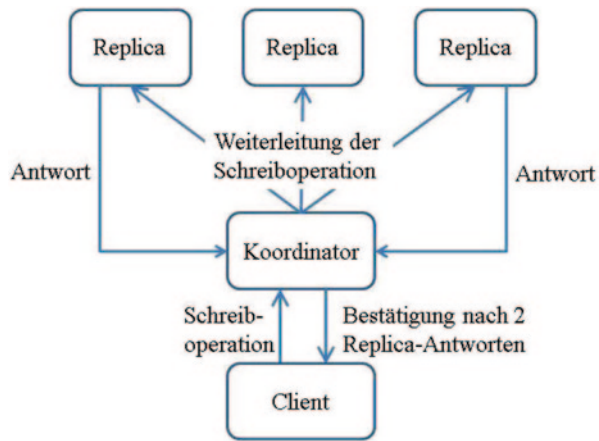 Replica
Replica
Replica
Weiterleitung der
Schreiboperation
Antwort
Antwort
Koordinator
Schreib-
operation
Bestätigung nach 2
Replica-Antworten
Client